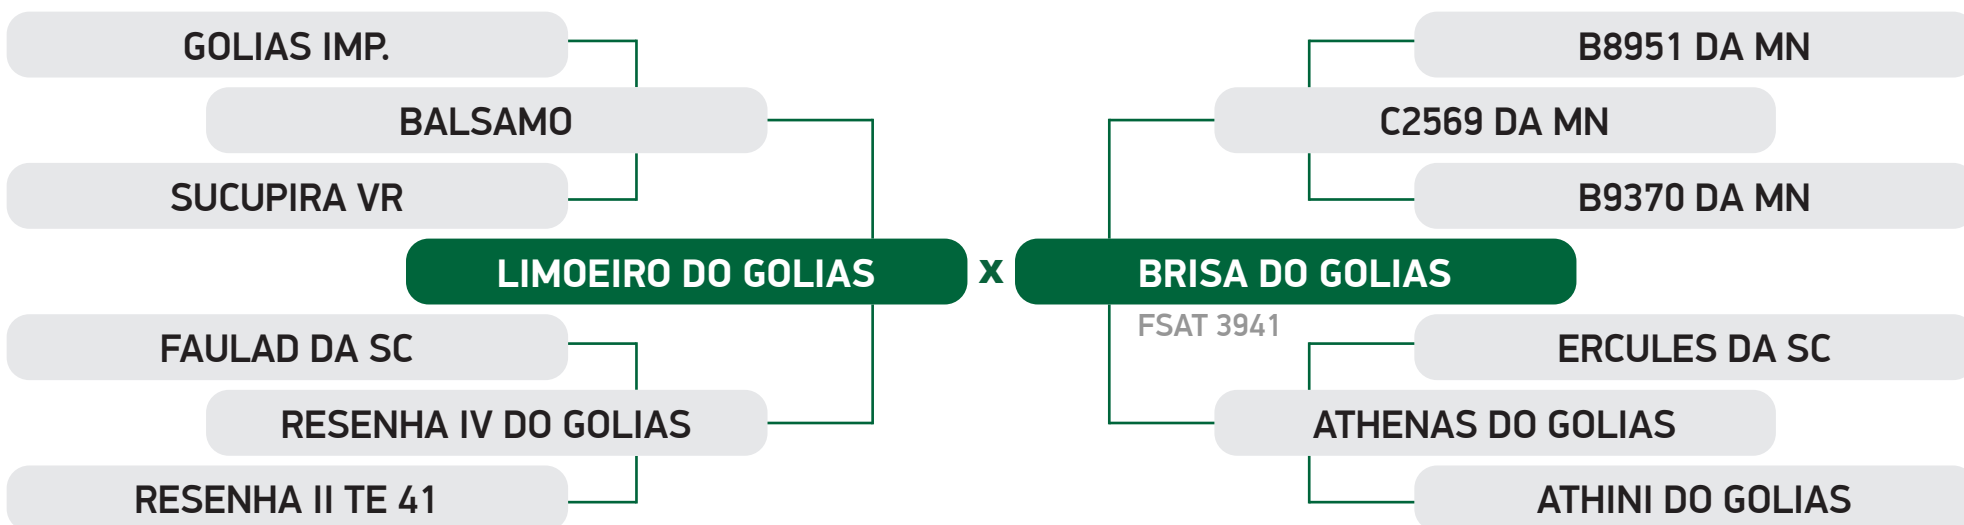 GOLIAS IMP.
B8951 DA MN
BALSAMO
C2569 DA MN
SUCUPIRA VR
B9370 DA MN
LIMOEIRO DO GOLIAS
x
BRISA DO GOLIAS
FSAT 3941
FAULAD DA SC
ERCULES DA SC
RESENHA IV DO GOLIAS
ATHENAS DO GOLIAS
RESENHA II TE 41
ATHINI DO GOLIAS